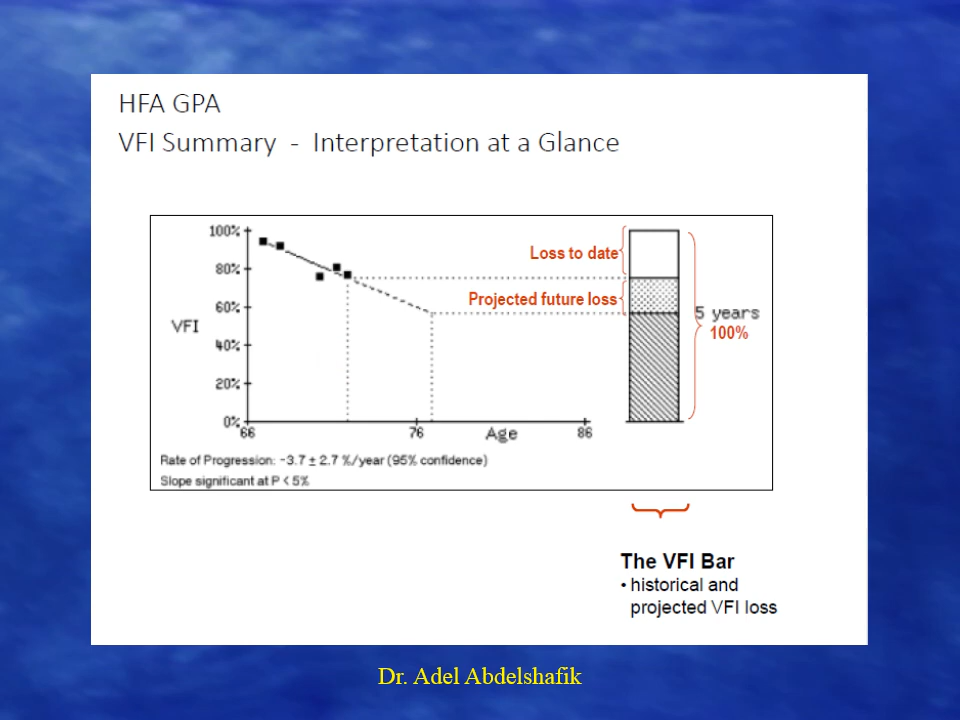 HFA GPA
VFI Summary - Interpretation at a Glance
100%
80%
60%
40%
20%
0%
VFI
66
76
Age
86
Loss to date
Projected future loss
5 years
100%
Rate of Progression: -3.7 ± 2.7 %/year (95% confidence)
Slope significant at P < 5%
The VFI Bar
• historical and
projected VFI loss
Dr. Adel Abdelshafik